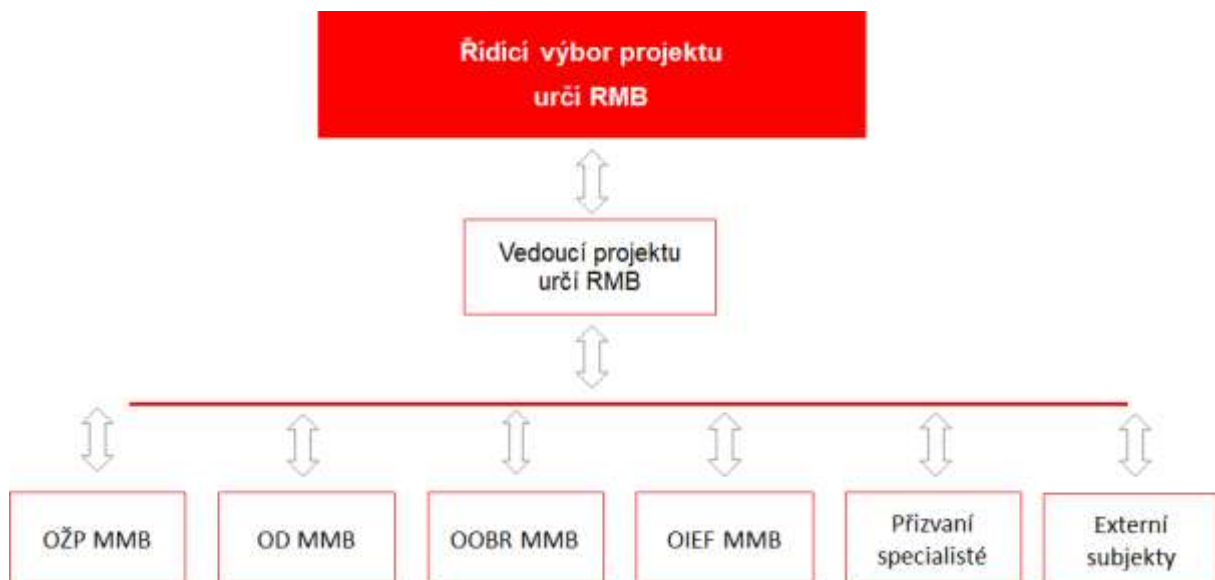 Řídicí výbor projektu
určí RMB
Vedoucí projektu
určí RMB
OŽP MMB
OD MMB
OOBR MMB
OIEF MMB
Přizvaní
specialisté
Externí
subjekty